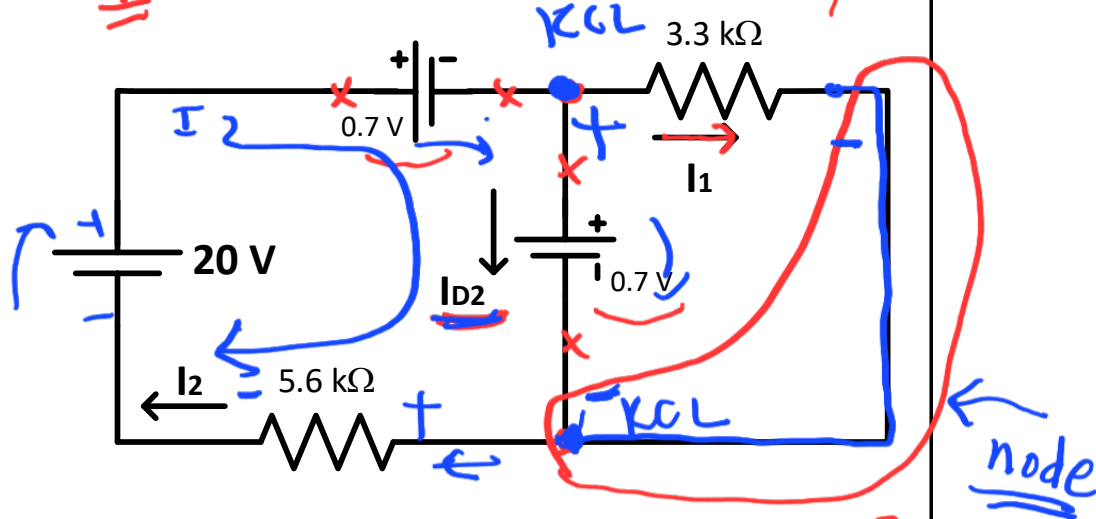 KCL
3.3 kΩ
+ -
I2
0.7 V
+
-
I1
+
20 V
+
0.7 V
ID2
-
I2
-
5.6 kΩ
+
-
KCL
node